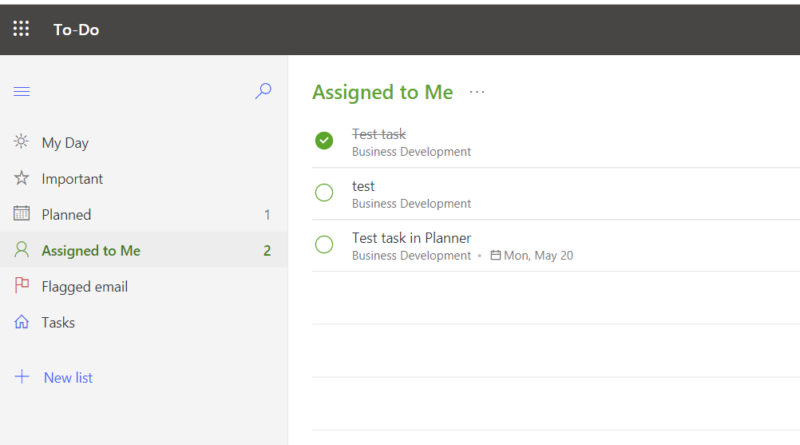 To-Do
My Day
Important
Planned 1
Assigned to Me 2
Flagged email
Tasks
New list
Assigned to Me ...
Test task
Business Development
test
Business Development
Test task in Planner
Business Development • Mon, May 20